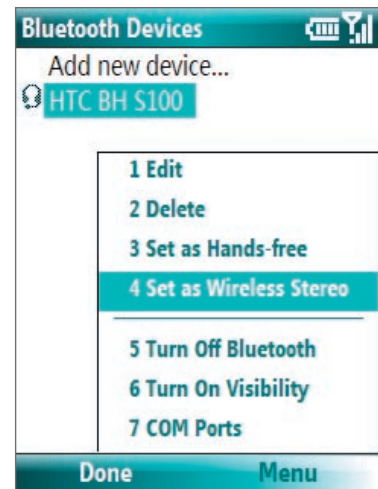 Bluetooth Devices
Add new device...
HTC BH S100
1 Edit
2 Delete
3 Set as Hands-free
4 Set as Wireless Stereo
5 Turn Off Bluetooth
6 Turn On Visibility
7 COM Ports
Done Menu